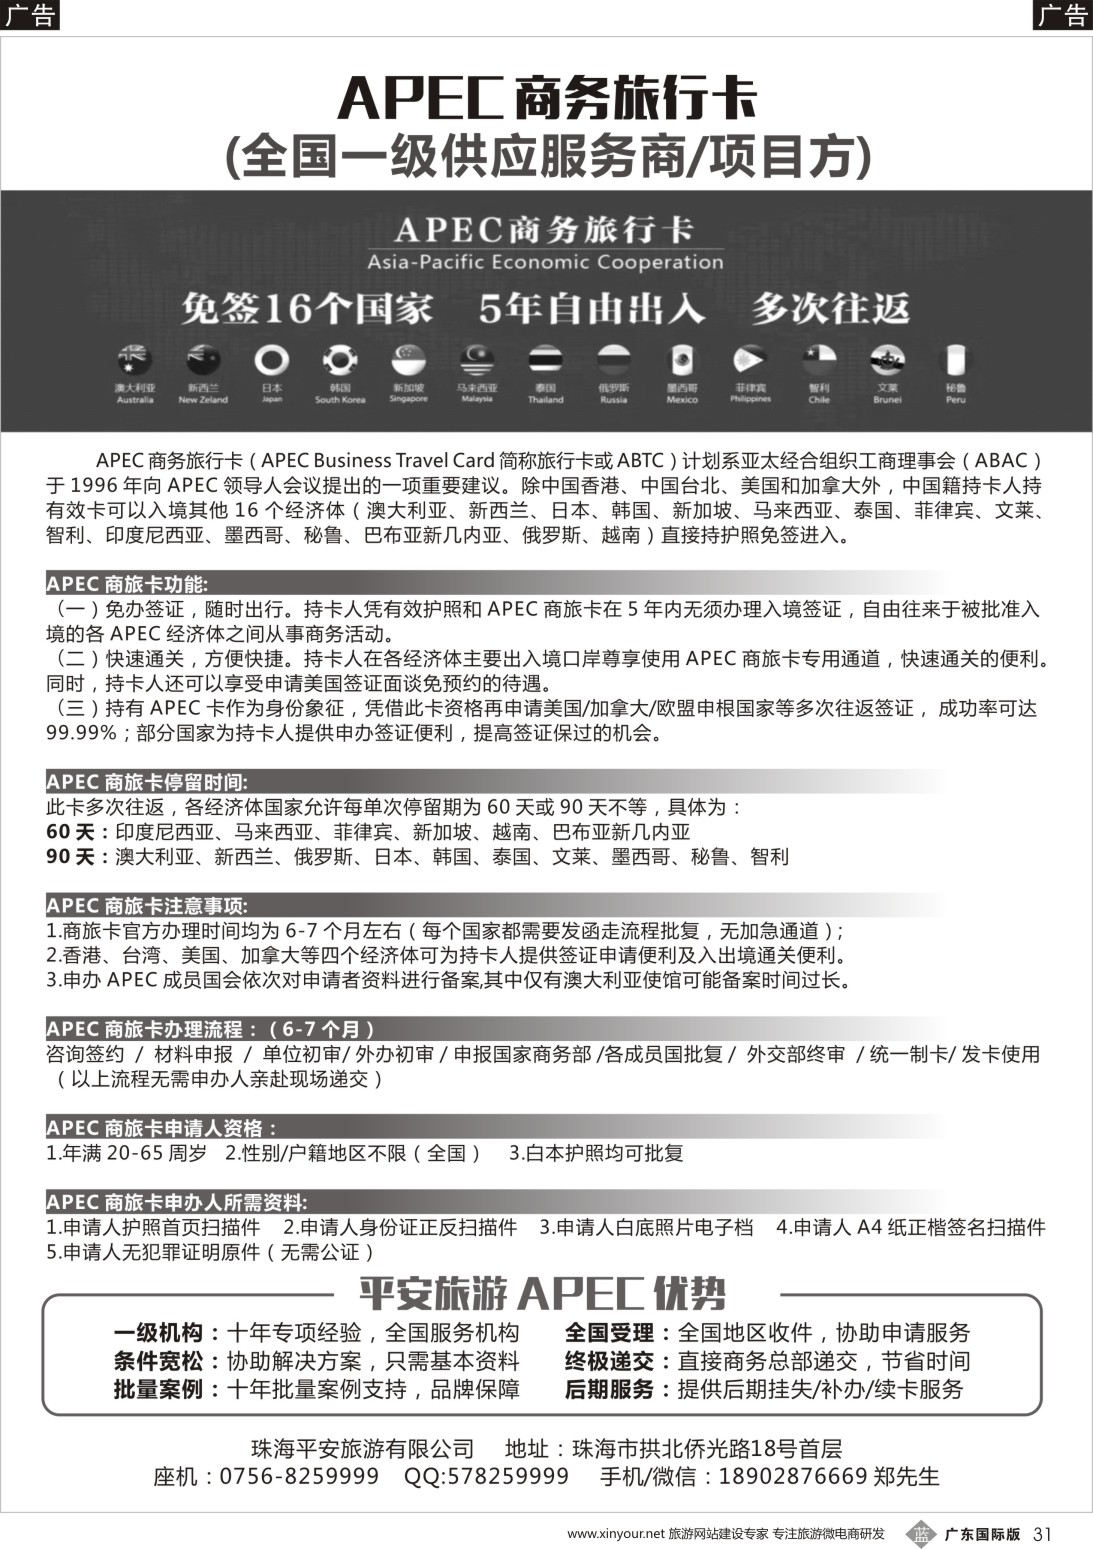 广告
广告
APEC商务旅行卡
(全国一级供应服务商/项目方)
APEC商务旅行卡
Asia-Pacific Economic Cooperation
免签16个国家 5年自由出入 多次往返
澳大利亚 新西兰 日本 韩国 新加坡 马来西亚 泰国 俄罗斯 墨西哥 菲律宾 智利 文莱 秘鲁
Australia New Zeland Japan South Korea Singapore Malaysia Thailand Russia Mexico Philippines Chile Brunei Peru
APEC 商务旅行卡（APEC Business Travel Card 简称旅行卡或 ABTC）计划系亚太经合组织工商理事会（ABAC）
于 1996 年向 APEC 领导人会议提出的一项重要建议。除中国香港、中国台北、美国和加拿大外，中国籍持卡人持
有效卡可以入境其他 16 个经济体（澳大利亚、新西兰、日本、韩国、新加坡、马来西亚、泰国、菲律宾、文莱、
智利、印度尼西亚、墨西哥、秘鲁、巴布亚新几内亚、俄罗斯、越南）直接持护照免签进入。
APEC 商旅卡功能:
（一）免办签证，随时出行。持卡人凭有效护照和 APEC 商旅卡在 5 年内无须办理入境签证，自由往来于被批准入
境的各 APEC 经济体之间从事商务活动。
（二）快速通关，方便快捷。持卡人在各经济体主要出入境口岸尊享使用 APEC 商旅卡专用通道，快速通关的便利。
同时，持卡人还可以享受申请美国签证面谈免预约的待遇。
（三）持有 APEC 卡作为身份象征，凭借此卡资格再申请美国/加拿大/欧盟申根国家等多次往返签证， 成功率可达
99.99%；部分国家为持卡人提供申办签证便利，提高签证保过的机会。
APEC 商旅卡停留时间:
此卡多次往返，各经济体国家允许每单次停留期为 60 天或 90 天不等，具体为：
60 天：印度尼西亚、马来西亚、菲律宾、新加坡、越南、巴布亚新几内亚
90 天：澳大利亚、新西兰、俄罗斯、日本、韩国、泰国、文莱、墨西哥、秘鲁、智利
APEC 商旅卡注意事项:
1.商旅卡官方办理时间均为 6-7 个月左右（每个国家都需要发函走流程批复，无加急通道）；
2.香港、台湾、美国、加拿大等四个经济体可为持卡人提供签证申请便利及入出境通关便利。
3.申办 APEC 成员国会依次对申请者资料进行备案,其中仅有澳大利亚使馆可能备案时间过长。
APEC 商旅卡办理流程：（6-7 个月）
咨询签约 / 材料申报 / 单位初审/ 外办初审 / 申报国家商务部 /各成员国批复 / 外交部终审 / 统一制卡/ 发卡使用
（以上流程无需申办人亲赴现场递交）
APEC 商旅卡申请人资格：
1.年满 20-65 周岁 2.性别/户籍地区不限（全国） 3.白本护照均可批复
APEC 商旅卡申办人所需资料:
1.申请人护照首页扫描件 2.申请人身份证正反扫描件 3.申请人白底照片电子档 4.申请人 A4 纸正楷签名扫描件
5.申请人无犯罪证明原件（无需公证）
平安旅游 APEC 优势
一级机构：十年专项经验，全国服务机构 全国受理：全国地区收件，协助申请服务
条件宽松：协助解决方案，只需基本资料 终极递交：直接商务总部递交，节省时间
批量案例：十年批量案例支持，品牌保障 后期服务：提供后期挂失/补办/续卡服务
珠海平安旅游有限公司 地址：珠海市拱北侨光路18号首层
座机：0756-8259999 QQ:578259999 手机/微信：18902876669 郑先生
www.xinyour.net 旅游网站建设专家 专注旅游微电商研发 蓝 广东国际版 31